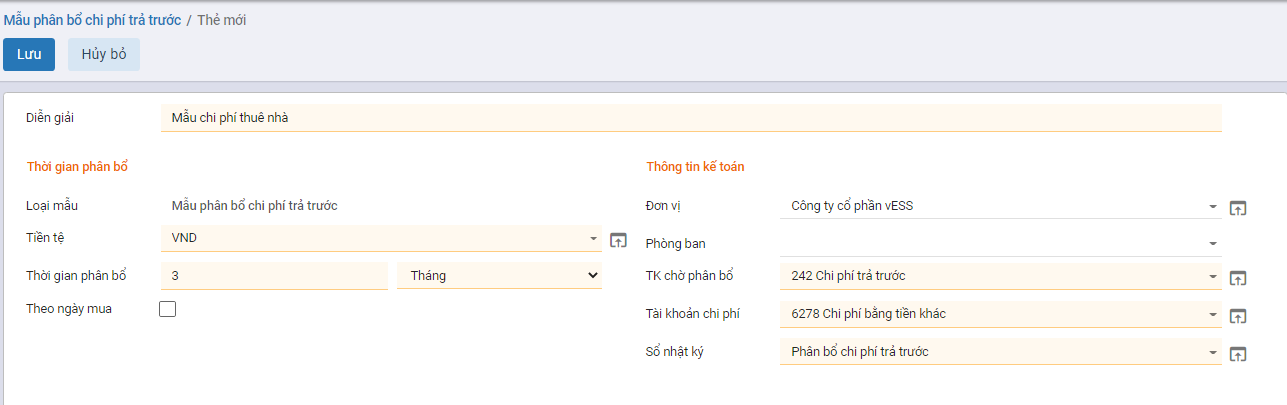 Mẫu phân bổ chi phí trả trước / Thẻ mới
Lưu Hủy bỏ
Diễn giải Mẫu chi phí thuê nhà
Thời gian phân bổ Thông tin kế toán
Loại mẫu Mẫu phân bổ chi phí trả trước Đơn vị Công ty cổ phần vESS
Tiền tệ VND Phòng ban
Thời gian phân bổ 3 Tháng TK chờ phân bổ 242 Chi phí trả trước
Theo ngày mua Tài khoản chi phí 6278 Chi phí bằng tiền khác
Sổ nhật ký Phân bổ chi phí trả trước